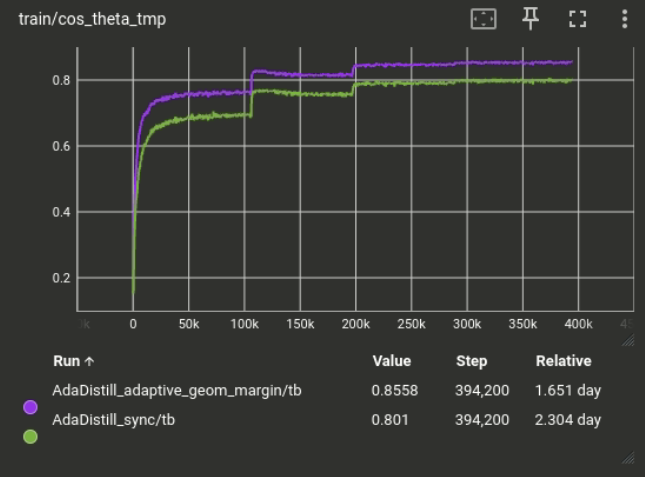 train/cos_theta_tmp
0.8
0.6
0.4
0.2
k 0 50k 100k 150k 200k 250k 300k 350k 400k 45
Run ↑ Value Step Relative
AdaDistill_adaptive_geom_margin/tb 0.8558 394,200 1.651 day
AdaDistill_sync/tb 0.801 394,200 2.304 day